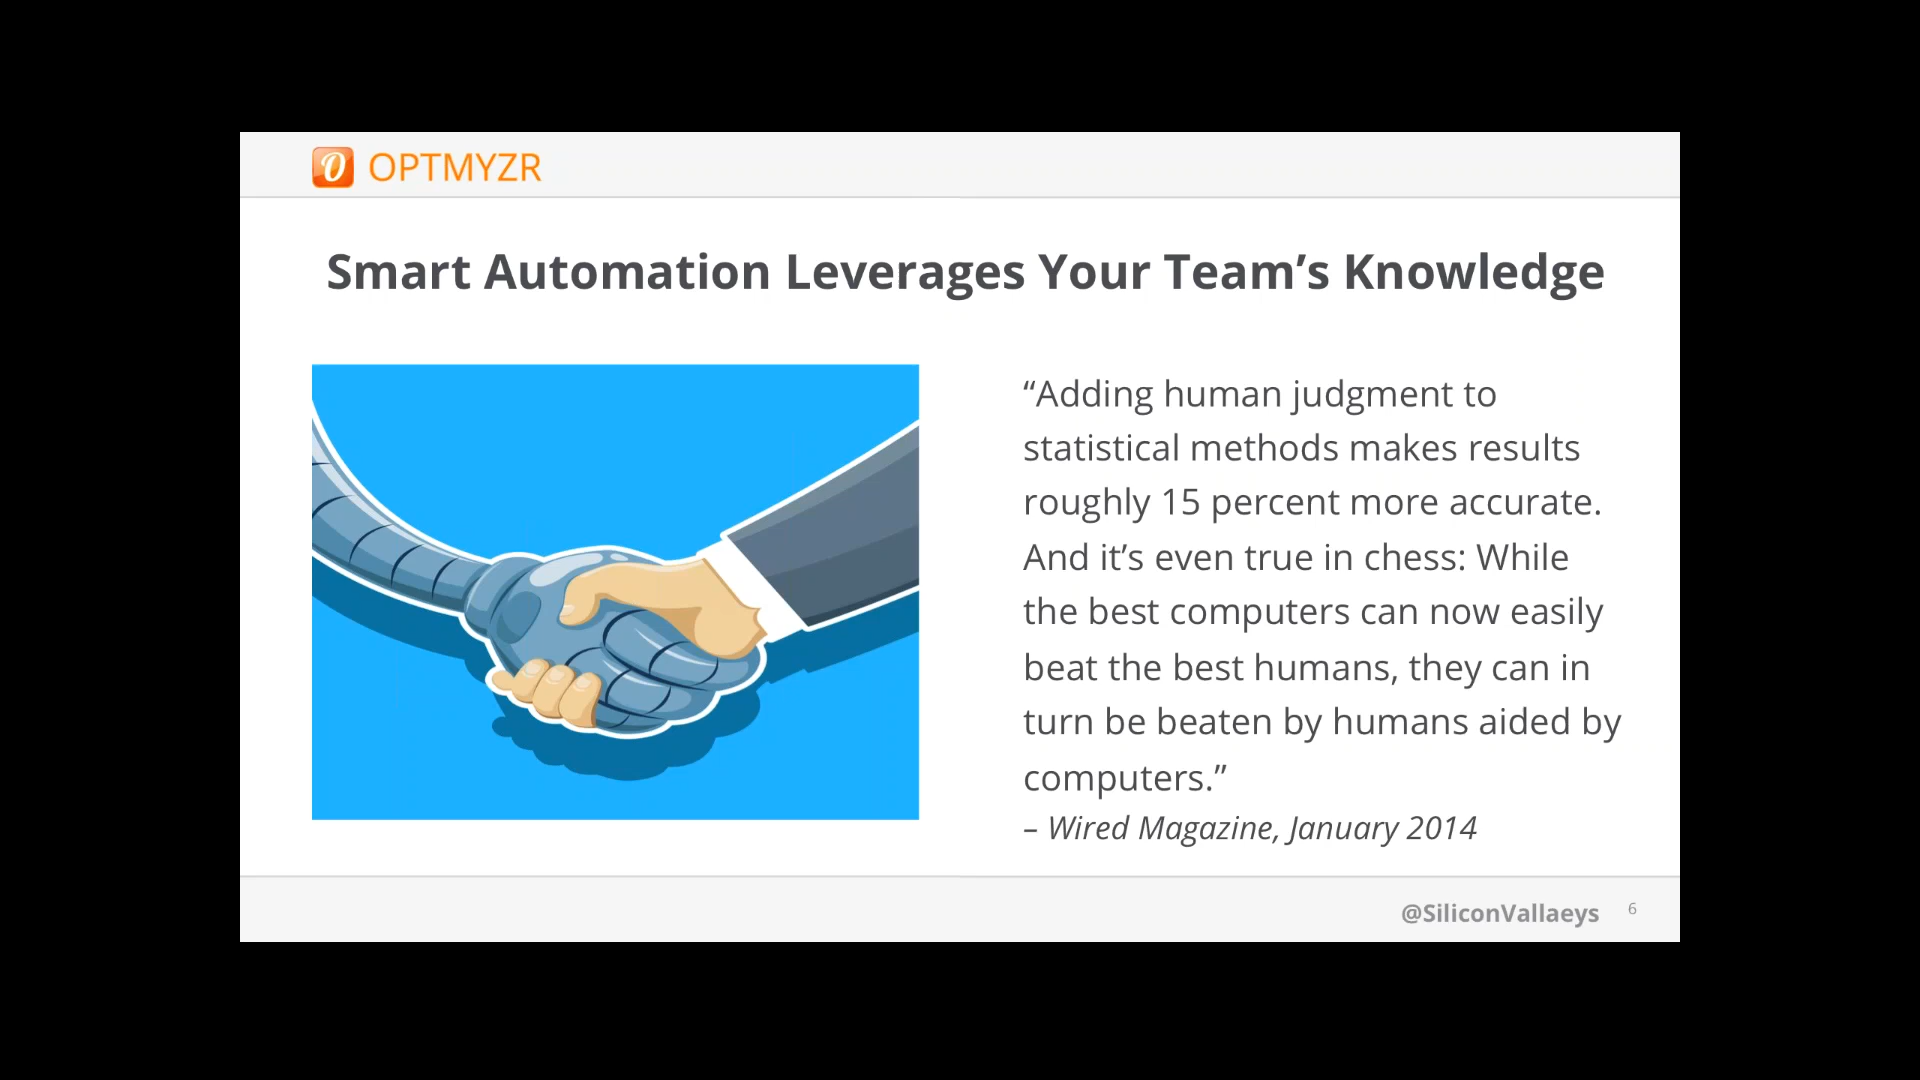 OPTMYZR
Smart Automation Leverages Your Team’s Knowledge
“Adding human judgment to
statistical methods makes results
roughly 15 percent more accurate.
And it’s even true in chess: While
the best computers can now easily
beat the best humans, they can in
turn be beaten by humans aided by
computers.”
– Wired Magazine, January 2014
@SiliconVallaeys 6